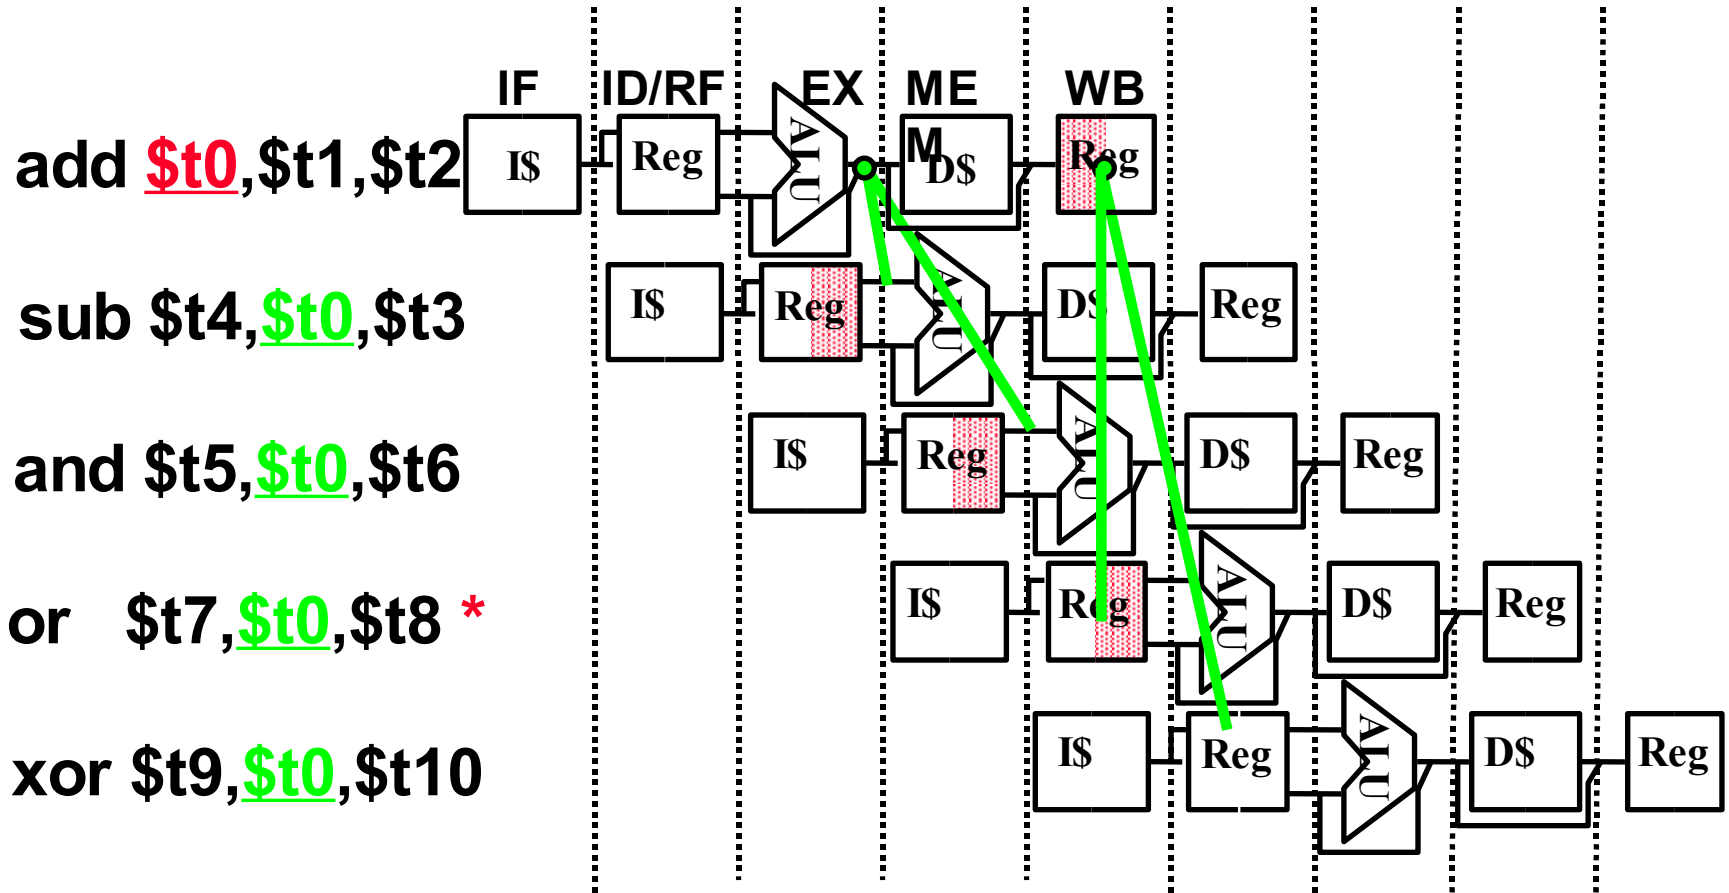 IF ID/RF EX MEM WB
add $t0,$t1,$t2 I$ Reg ALU D$ Reg
sub $t4,$t0,$t3 I$ Reg ALU D$ Reg
and $t5,$t0,$t6 I$ Reg ALU D$ Reg
or $t7,$t0,$t8 * I$ Reg ALU D$ Reg
xor $t9,$t0,$t10 I$ Reg ALU D$ Reg